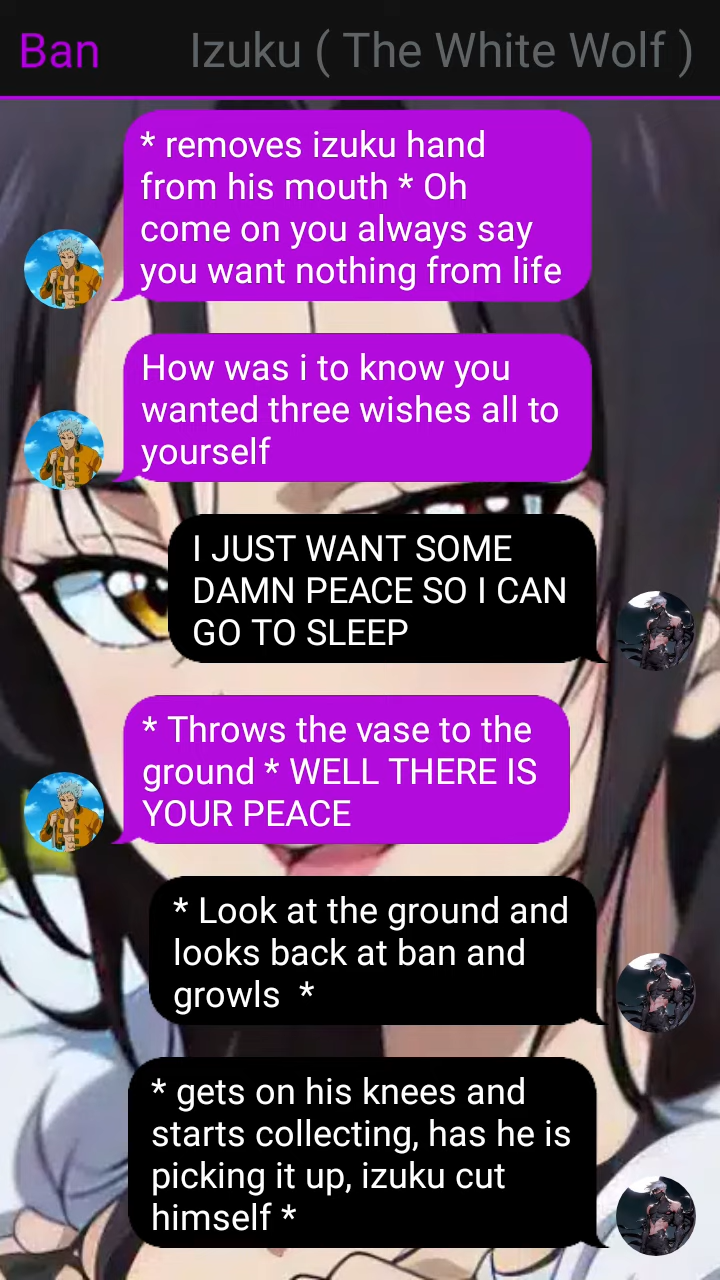 Ban Izuku ( The White Wolf )
* removes izuku hand
from his mouth * Oh
come on you always say
you want nothing from life
How was i to know you
wanted three wishes all to
yourself
I JUST WANT SOME
DAMN PEACE SO I CAN
GO TO SLEEP
* Throws the vase to the
ground * WELL THERE IS
YOUR PEACE
* Look at the ground and
looks back at ban and
growls  *
* gets on his knees and
starts collecting, has he is
picking it up, izuku cut
himself *